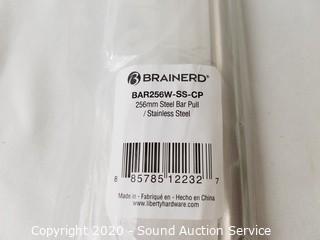 BRAINERD®
BAR256W-SS-CP
256mm Steel Bar Pull
/ Stainless Steel
8 85785 12232 7
Made in - Fabriqué en - Hecho en China
www.libertyhardware.com
Copyright 2020 - Sound Auction Service